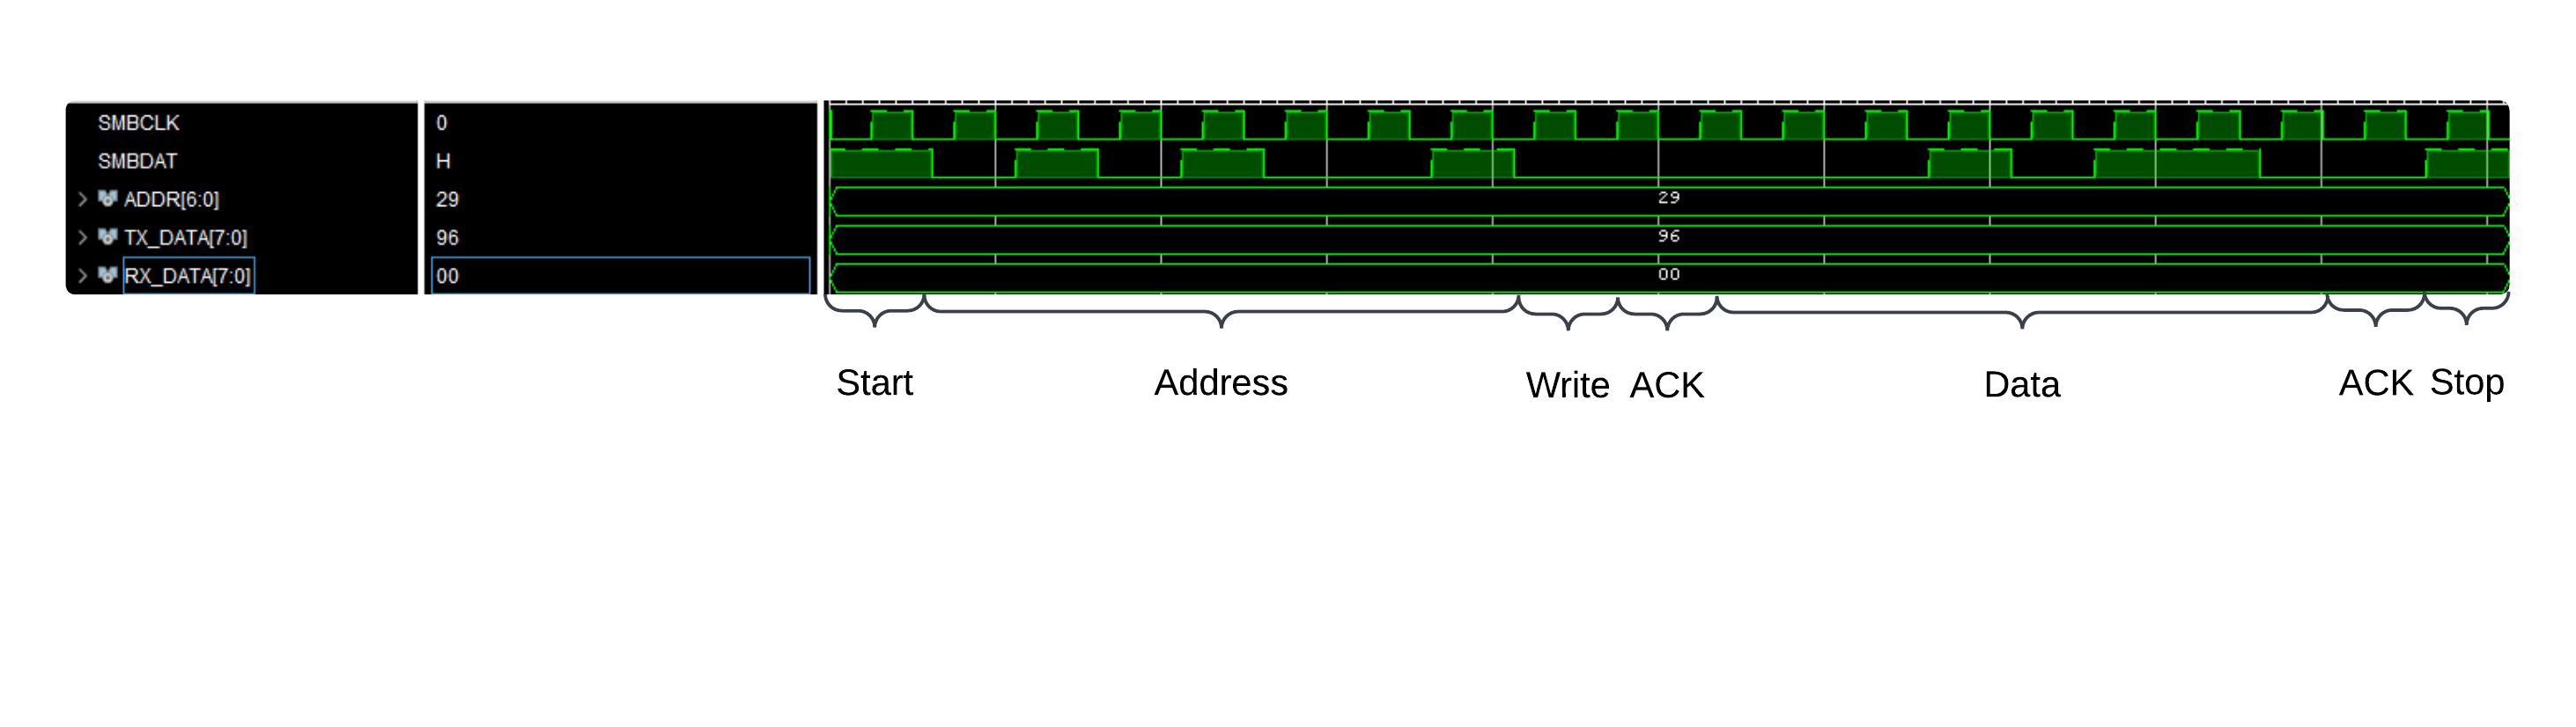 SMBCLK 0
SMBDAT H
ADDR[6:0] 29 29
TX_DATA[7:0] 96 96
RX_DATA[7:0] 00 00
Start Address Write ACK Data ACK Stop